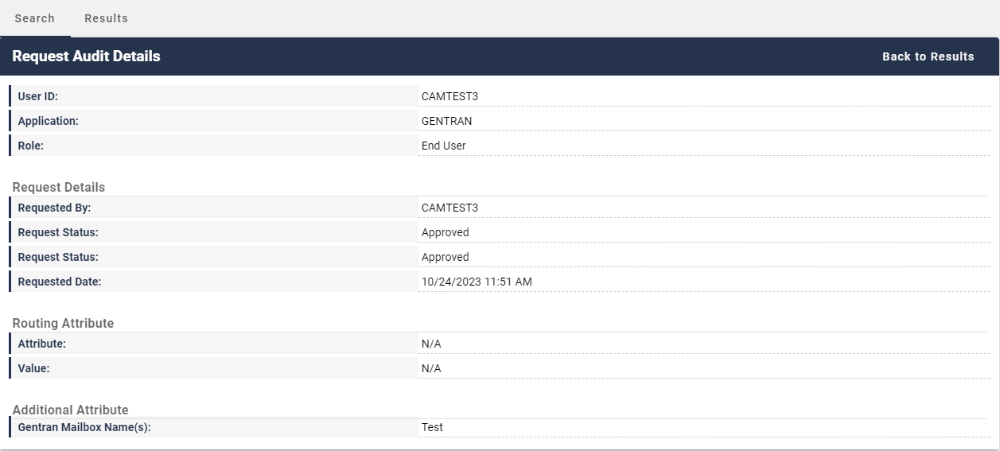 Search Results
Request Audit Details Back to Results
User ID: CAMTEST3
Application: GENTRAN
Role: End User
Request Details
Requested By: CAMTEST3
Request Status: Approved
Request Status: Approved
Requested Date: 10/24/2023 11:51 AM
Routing Attribute
Attribute: N/A
Value: N/A
Additional Attribute
Gentran Mailbox Name(s): Test